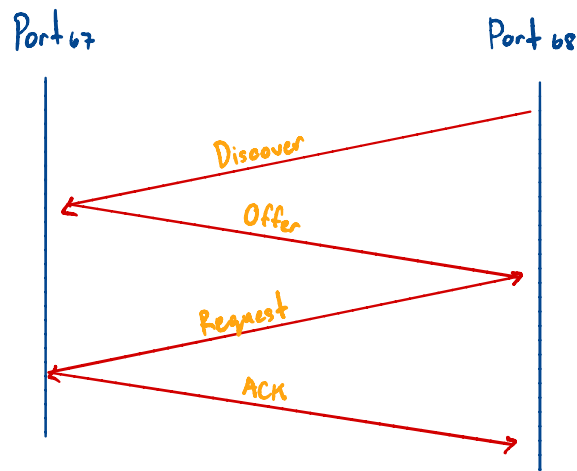 Port 67
Port 68
Discover
Offer
Request
ACK